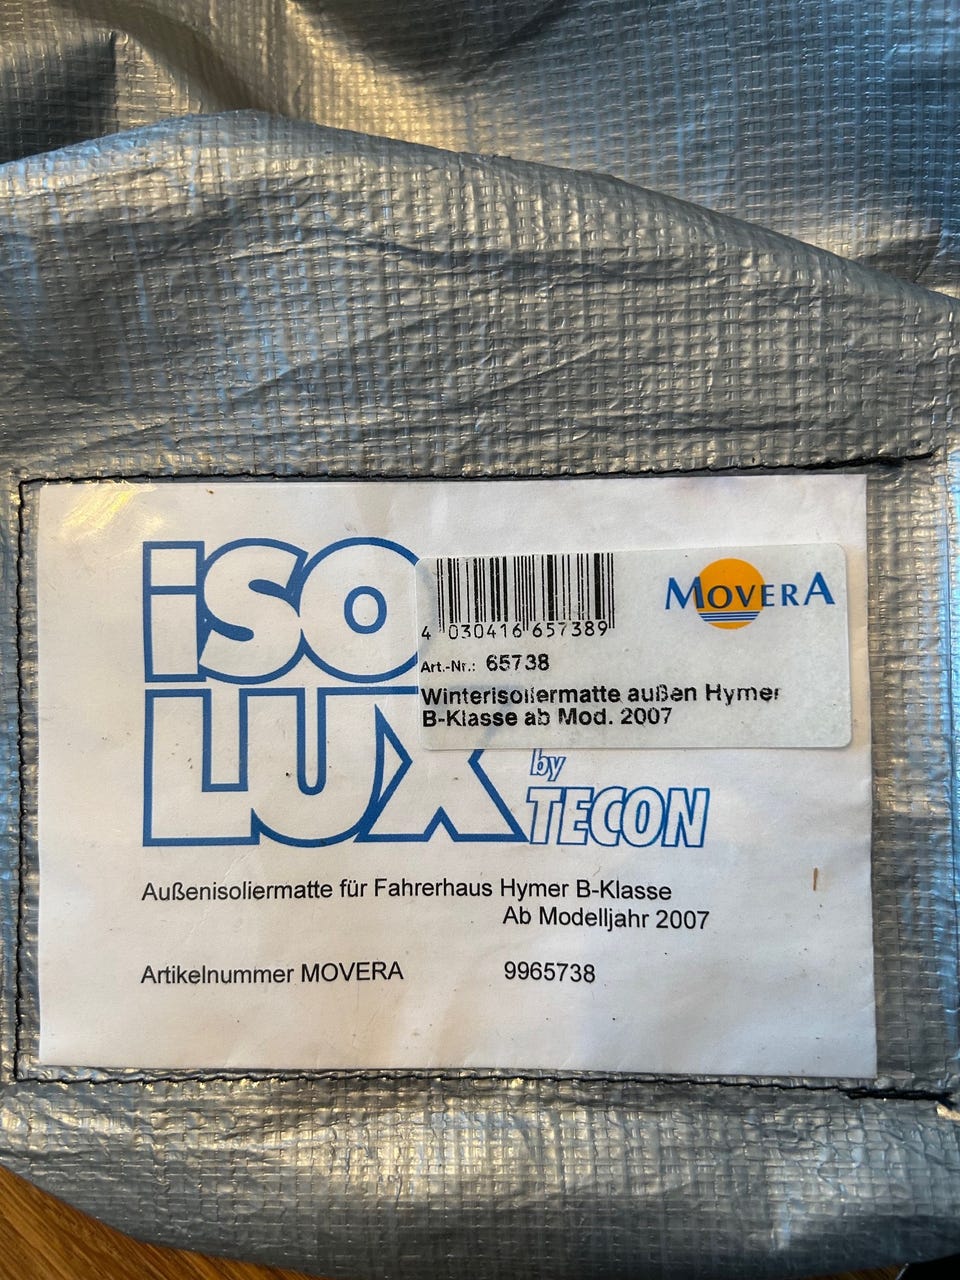 iSO
LUX
by
TECON
4 030416 657389
MOVERA
Art.-Nr.: 65738
Winterisoliermatte außen Hymer
B-Klasse ab Mod. 2007
Außenisoliermatte für Fahrerhaus Hymer B-Klasse
Ab Modelljahr 2007
Artikelnummer MOVERA 9965738